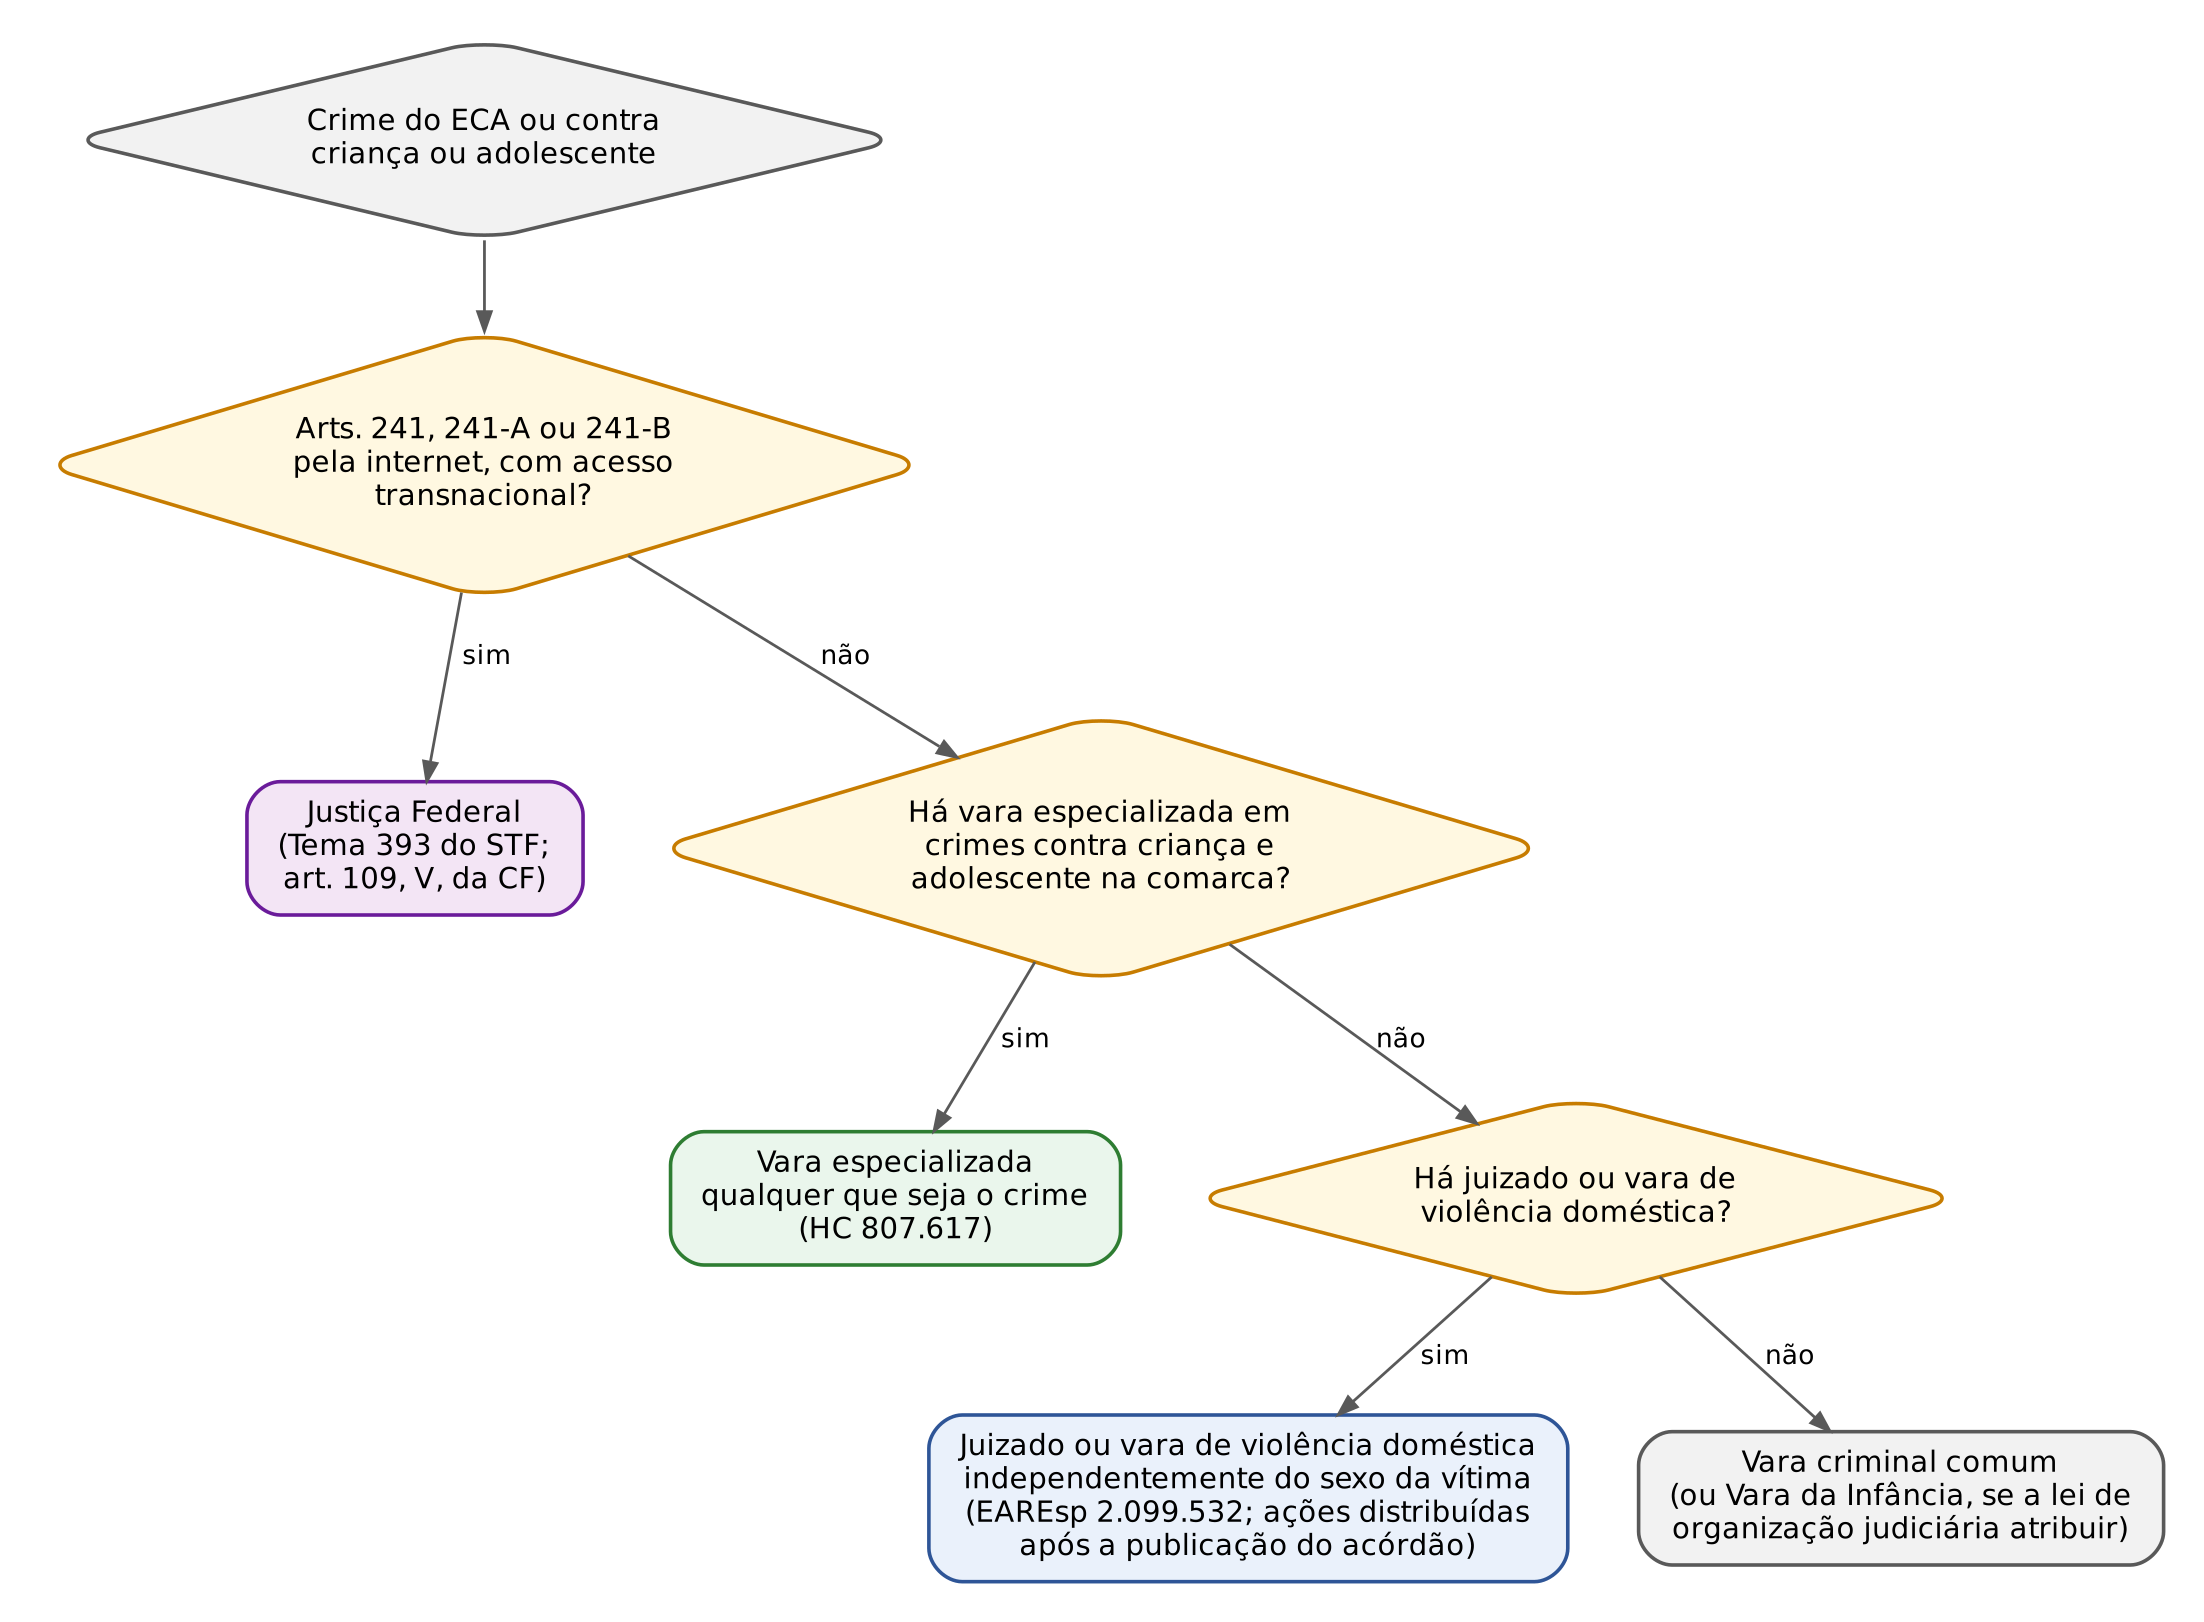 Crime do ECA ou contra
criança ou adolescente
Arts. 241, 241-A ou 241-B
pela internet, com acesso
transnacional?
sim
não
Justiça Federal
(Tema 393 do STF;
art. 109, V, da CF)
Há vara especializada em
crimes contra criança e
adolescente na comarca?
sim
não
Vara especializada
qualquer que seja o crime
(HC 807.617)
Há juizado ou vara de
violência doméstica?
sim
não
Juizado ou vara de violência doméstica
independentemente do sexo da vítima
(EAREsp 2.099.532; ações distribuídas
após a publicação do acórdão)
Vara criminal comum
(ou Vara da Infância, se a lei de
organização judiciária atribuir)